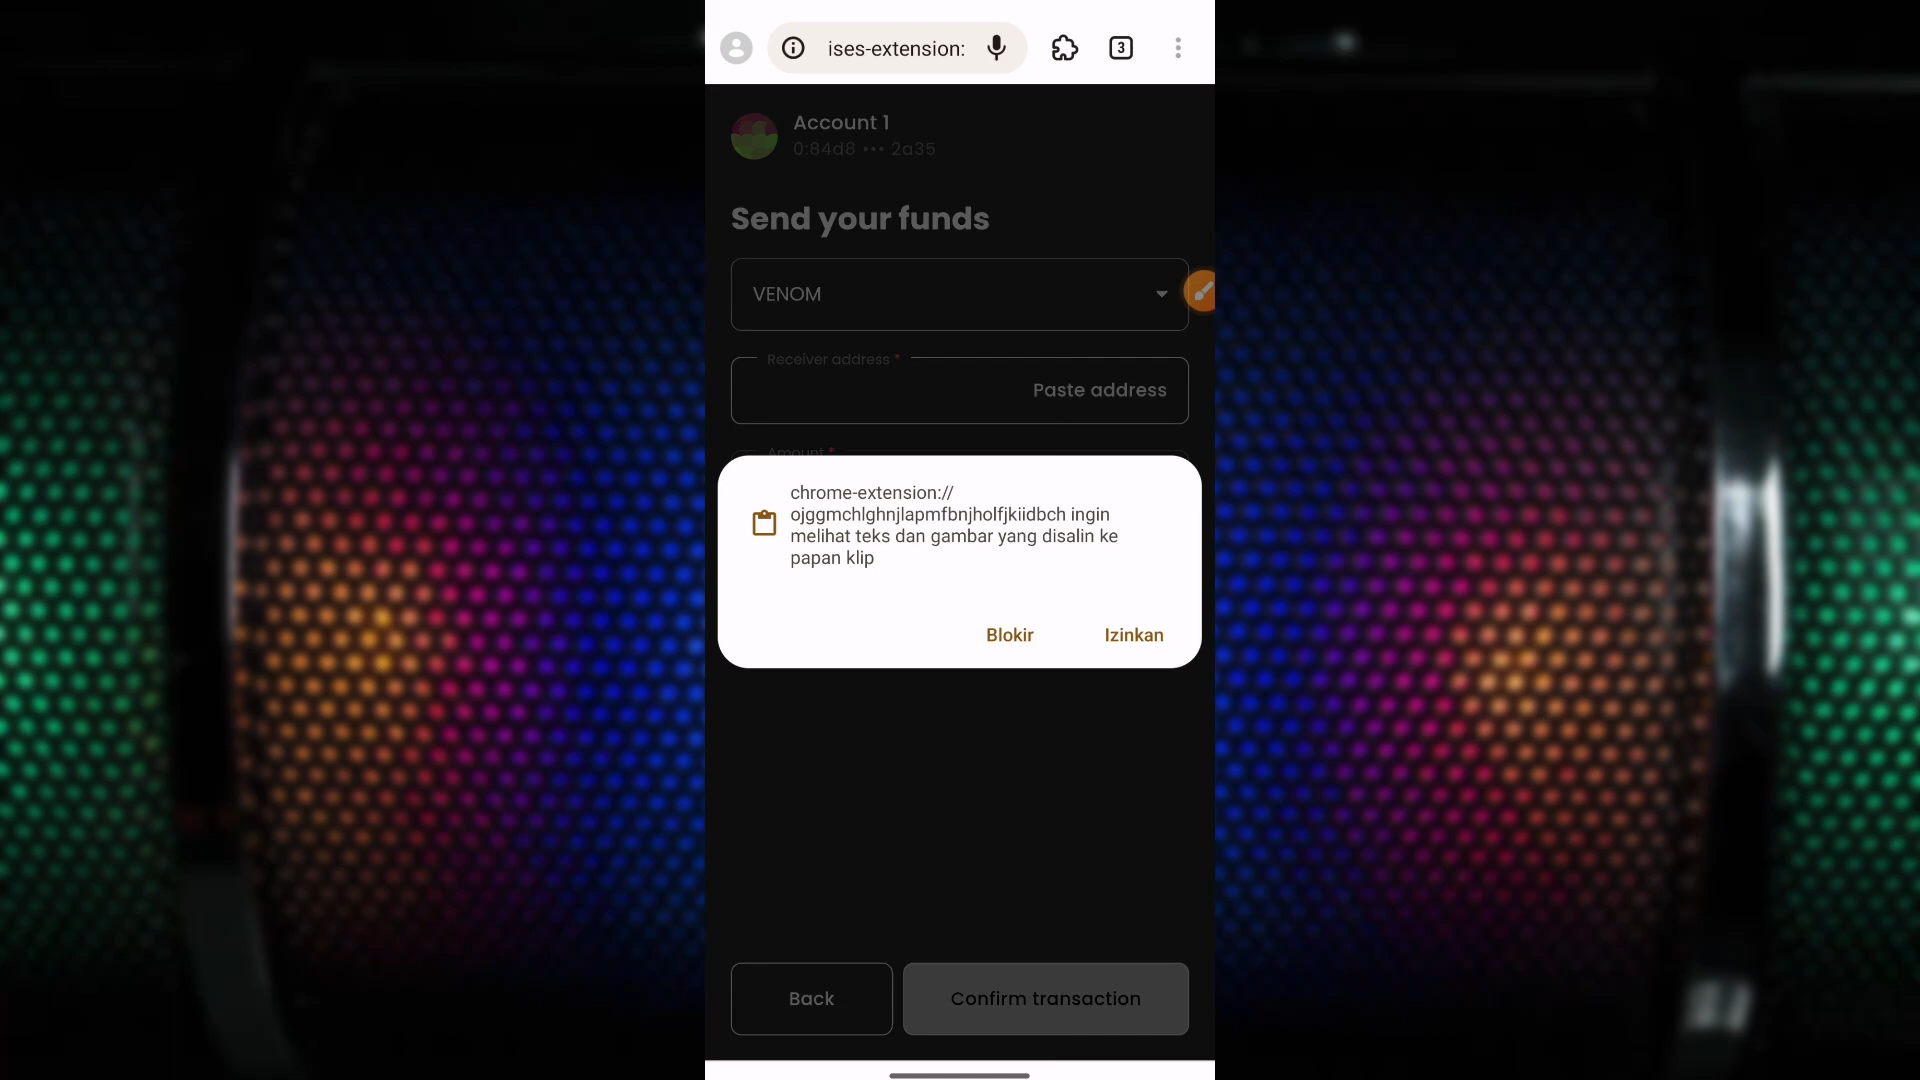 ises-extension:
3
Account 1
0:84d8 ••• 2a35
Send your funds
VENOM
Receiver address *
Paste address
Amount *
chrome-extension://
ojggmchlghnjlapmfbnjholfjkiidbch ingin
melihat teks dan gambar yang disalin ke
papan klip
Blokir
Izinkan
Back
Confirm transaction